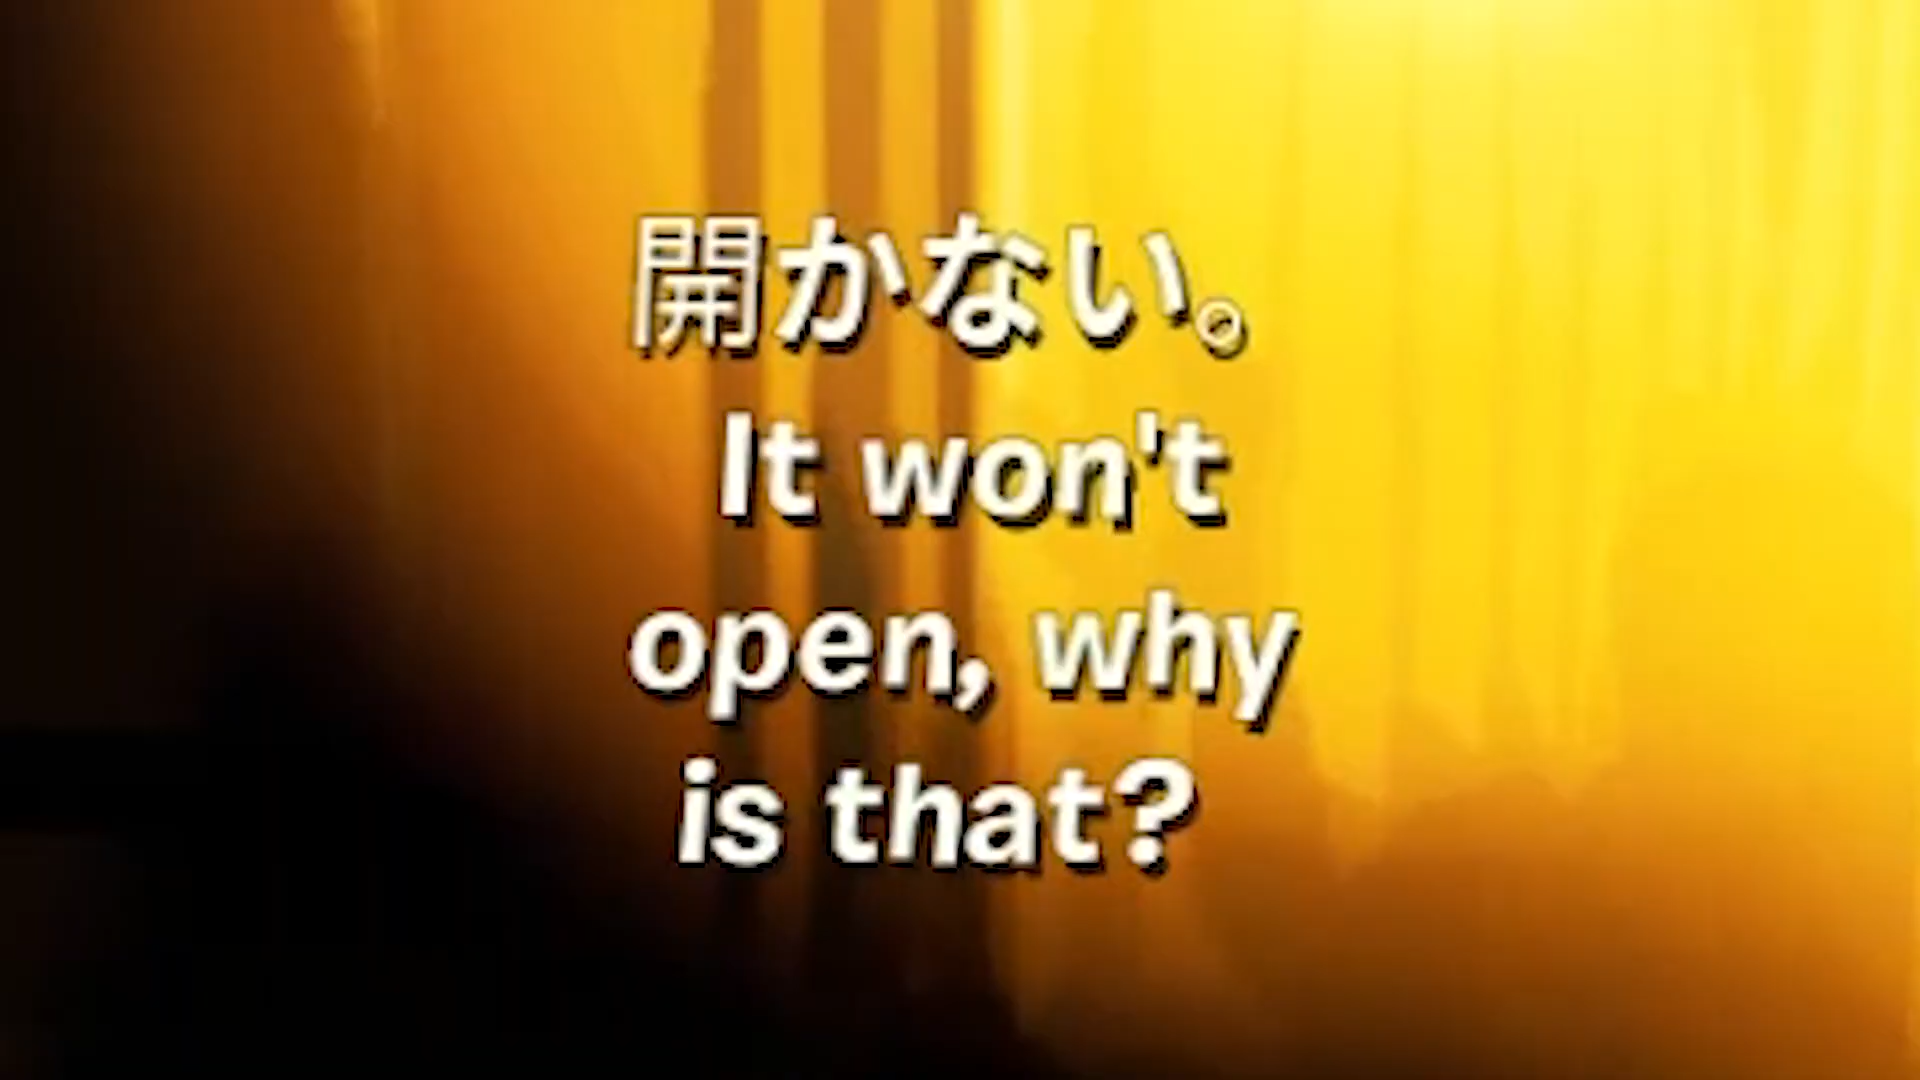 開かない。
It won't
open, why
is that?